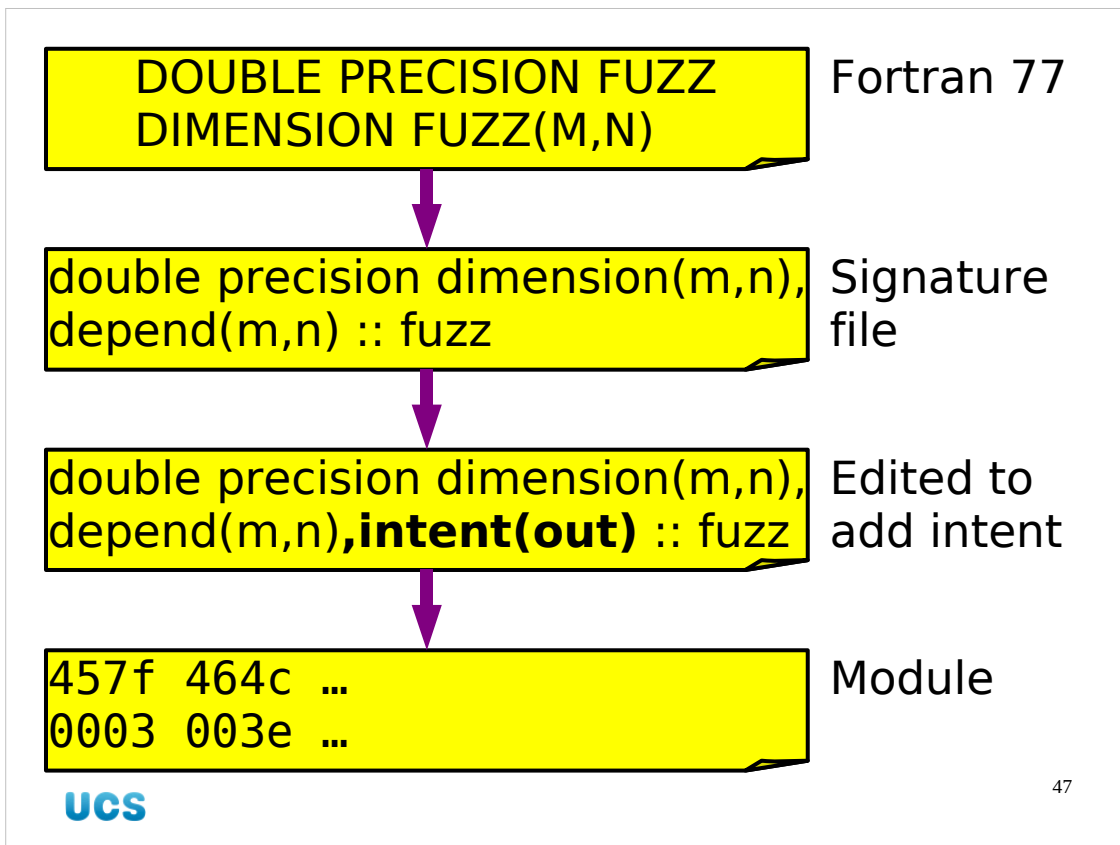 DOUBLE PRECISION FUZZ
DIMENSION FUZZ(M,N)
Fortran 77
double precision dimension(m,n),
depend(m,n) :: fuzz
Signature
file
double precision dimension(m,n),
depend(m,n),intent(out) :: fuzz
Edited to
add intent
457f 464c …
0003 003e …
Module
UCS
47